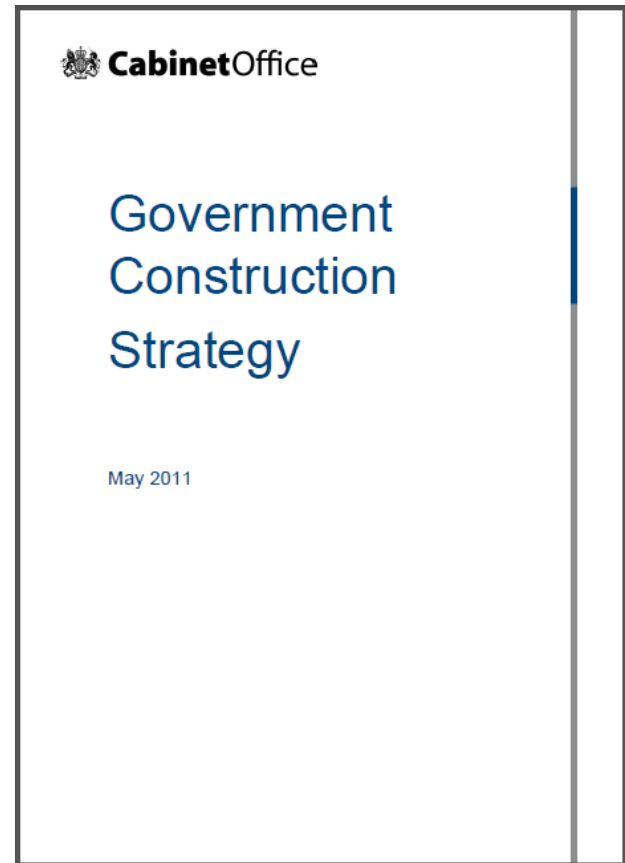 CabinetOffice
Government
Construction
Strategy
May 2011